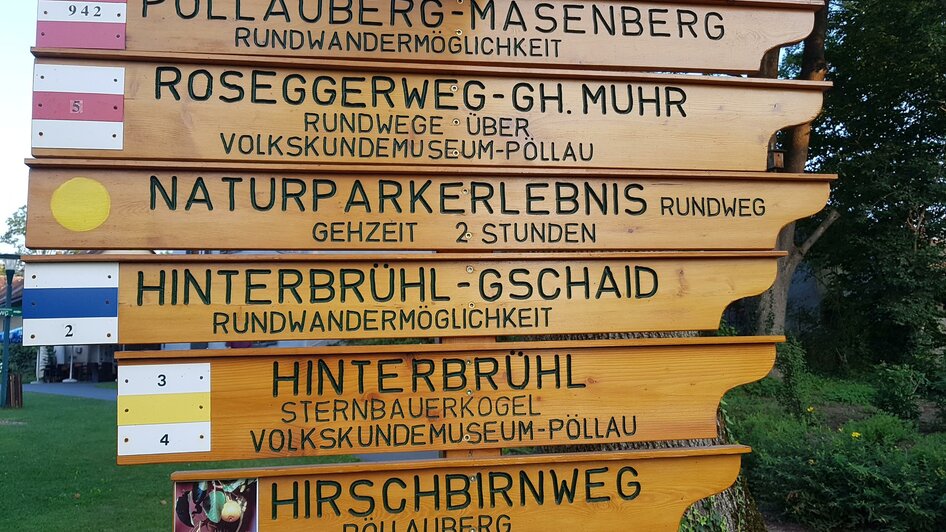 942
PÖLLAUBERG-MASENBERG
RUNDWANDERMÖGLICHKEIT
5
ROSEGGERWEG-GH. MUHR
RUNDWEGE ÜBER
VOLKSKUNDEMUSEUM-PÖLLAU
NATURPARKERLEBNIS RUNDWEG
GEHZEIT 2 STUNDEN
2
HINTERBRÜHL-GSCHAID
RUNDWANDERMÖGLICHKEIT
3
4
HINTERBRÜHL
STERNBAUERKOGEL
VOLKSKUNDEMUSEUM-PÖLLAU
HIRSCHBIRNWEG
PÖLLAUBERG